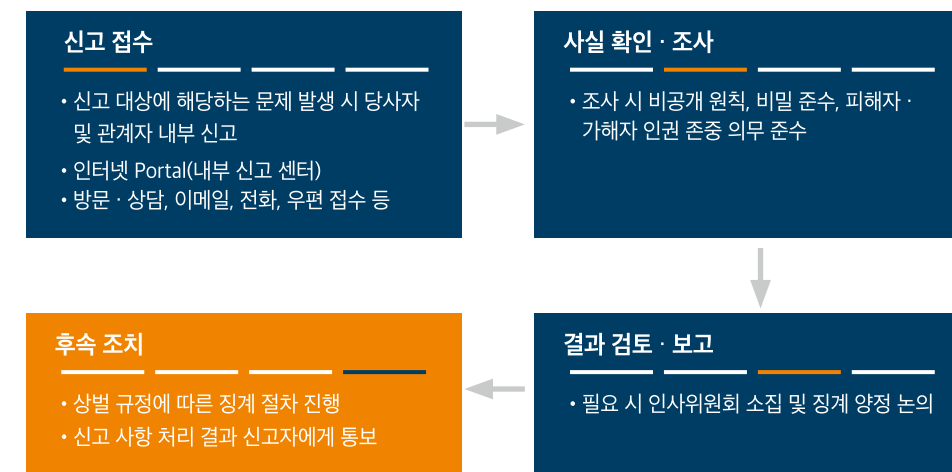 신고 접수
• 신고 대상에 해당하는 문제 발생 시 당사자
및 관계자 내부 신고
• 인터넷 Portal(내부 신고 센터)
• 방문 · 상담, 이메일, 전화, 우편 접수 등
사실 확인 · 조사
• 조사 시 비공개 원칙, 비밀 준수, 피해자 ·
가해자 인권 존중 의무 준수
결과 검토 · 보고
• 필요 시 인사위원회 소집 및 징계 양정 논의
후속 조치
• 상벌 규정에 따른 징계 절차 진행
• 신고 사항 처리 결과 신고자에게 통보